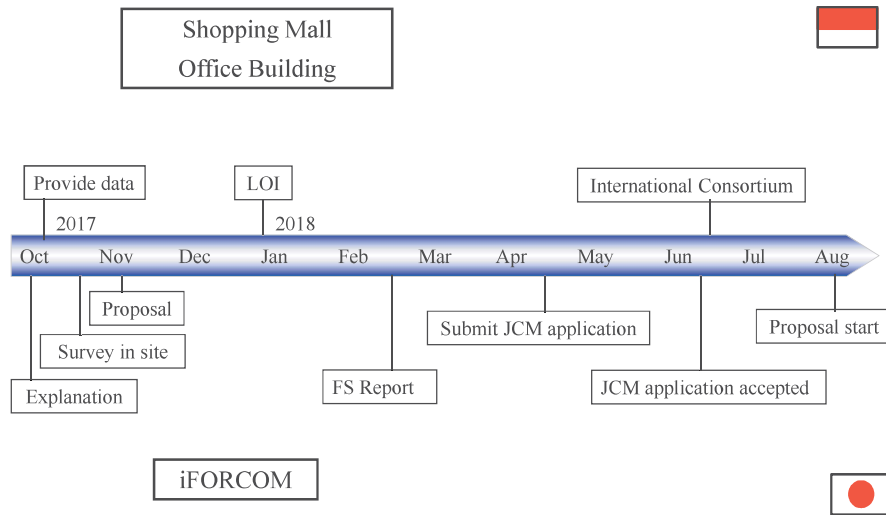 Shopping Mall
Office Building
Provide data
LOI
International Consortium
2017
2018
Oct Nov Dec Jan Feb Mar Apr May Jun Jul Aug
Proposal
Submit JCM application
Proposal start
Survey in site
Explanation
FS Report
JCM application accepted
iFORCOM